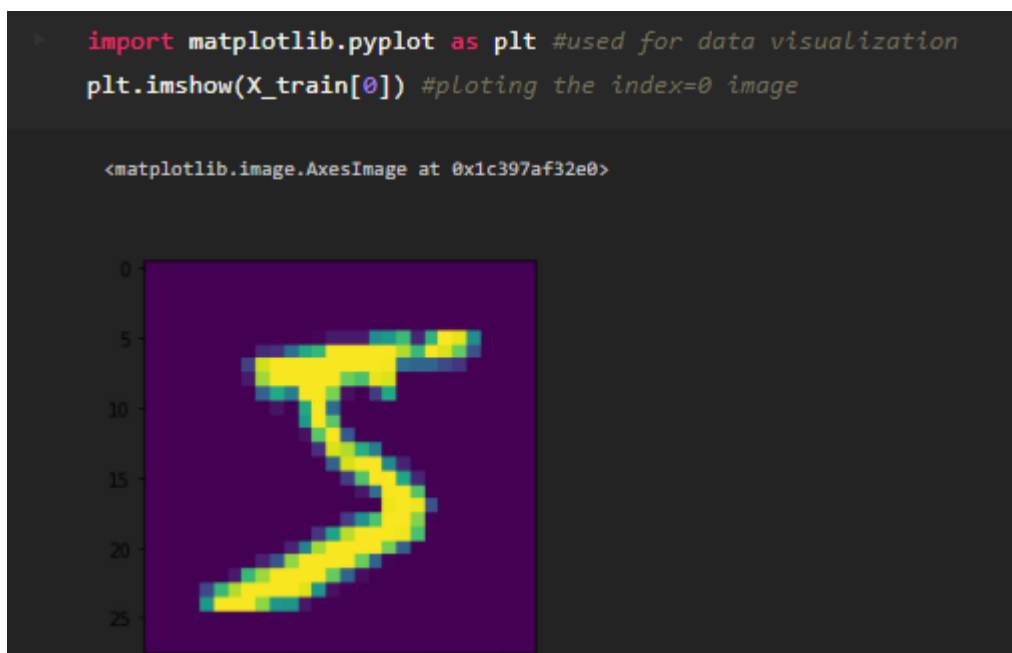 import matplotlib.pyplot as plt #used for data visualization
plt.imshow(X_train[0]) #ploting the index=0 image
<matplotlib.image.AxesImage at 0x1c397af32e0>
0
5
10
15
20
25